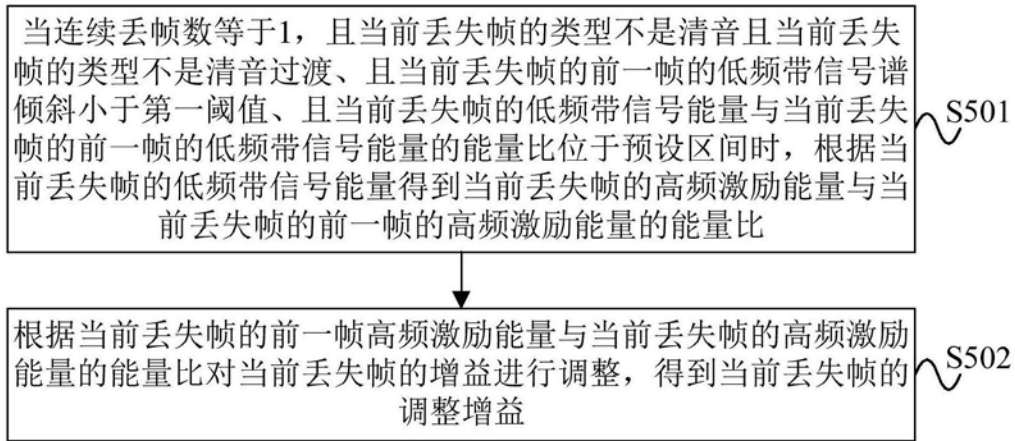 当连续丢帧数等于1，且当前丢失帧的类型不是清音且当前丢失
帧的类型不是清音过渡、且当前丢失帧的前一帧的低频带信号谱
倾斜小于第一阈值、且当前丢失帧的低频带信号能量与当前丢失
帧的前一帧的低频带信号能量的能量比位于预设区间时，根据当
前丢失帧的低频带信号能量得到当前丢失帧的高频激励能量与当
前丢失帧的前一帧的高频激励能量的能量比
S501
根据当前丢失帧的前一帧高频激励能量与当前丢失帧的高频激励
能量的能量比对当前丢失帧的增益进行调整，得到当前丢失帧的
调整增益
S502